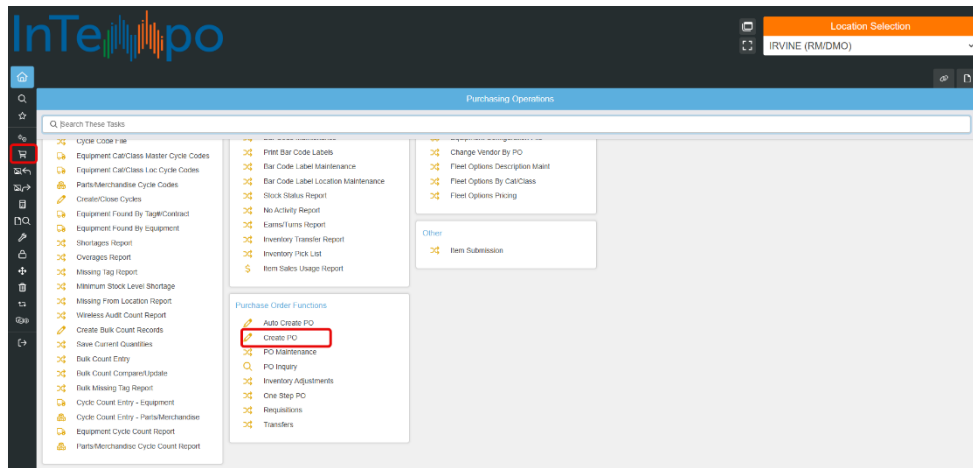 InTempo
Location Selection
IRVINE (RM/DMO)
Purchasing Operations
Search These Tasks
Cycle Code File
Equipment Cat/Class Master Cycle Codes
Equipment Cat/Class Loc Cycle Codes
Parts/Merchandise Cycle Codes
Create/Close Cycles
Equipment Found By Tag#/Contract
Equipment Found By Equipment
Shortages Report
Overages Report
Missing Tag Report
Minimum Stock Level Shortage
Missing From Location Report
Wireless Audit Count Report
Create Bulk Count Records
Save Current Quantities
Bulk Count Entry
Bulk Count Compare/Update
Bulk Missing Tag Report
Cycle Count Entry - Equipment
Cycle Count Entry - Parts/Merchandise
Equipment Cycle Count Report
Parts/Merchandise Cycle Count Report
Print Bar Code Labels
Bar Code Label Maintenance
Bar Code Label Location Maintenance
Stock Status Report
No Activity Report
Earns/Turns Report
Inventory Transfer Report
Inventory Pick List
Item Sales Usage Report
Purchase Order Functions
Auto Create PO
Create PO
PO Maintenance
PO Inquiry
Inventory Adjustments
One Step PO
Requisitions
Transfers
Change Vendor By PO
Fleet Options Description Maint
Fleet Options By Cat/Class
Fleet Options Pricing
Other
Item Submission